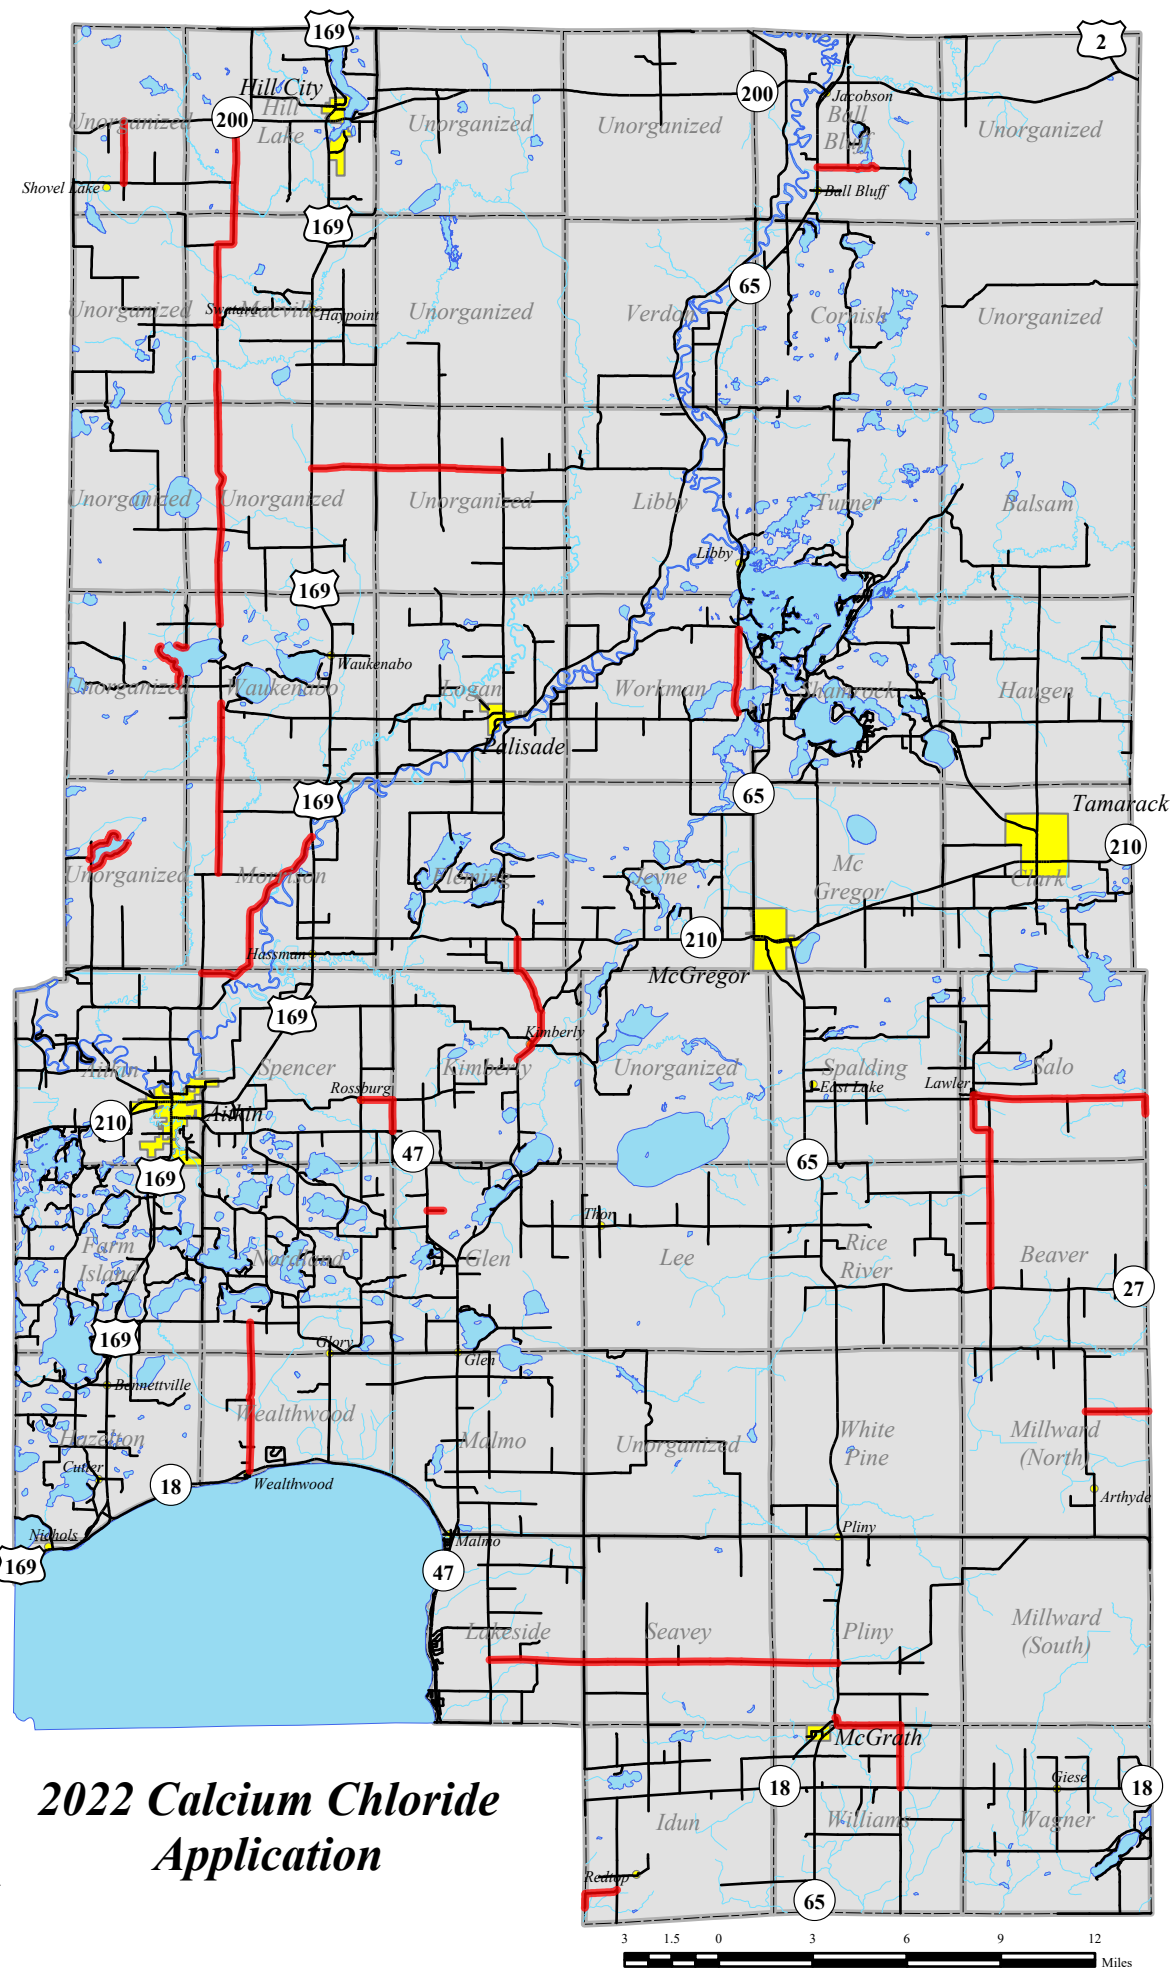 169
2
Hill City
200
Jacobson
Unorganized
200
Hill
Lake
Unorganized
Unorganized
Ball
Bluff
Unorganized
Shovel Lake
Ball Bluff
169
65
Unorganized
Swatara
Macville
Haypoint
Unorganized
Verdon
Cornish
Unorganized
Unorganized
Unorganized
Unorganized
Libby
Turner
Balsam
Libby
169
Waukenabo
Unorganized
Waukenabo
Logan
Workman
Shamrock
Haugen
Palisade
169
65
Tamarack
210
Unorganized
Morrison
Fleming
Jevne
Mc
Gregor
Clark
210
Hassman
McGregor
169
Kimberly
Aitkin
Spencer
Kimberly
Unorganized
Spalding
Salo
Rossburg
East Lake
Lawler
210
Aitkin
47
65
169
Thor
Farm
Island
Nordland
Glen
Lee
Rice
River
Beaver
27
169
Glory
Glen
Bennettville
Wealthwood
Hazelton
Malmo
Unorganized
White
Pine
Millward
(North)
Cutler
18
Wealthwood
Arthyde
Nichols
Pliny
169
Malmo
47
Lakeside
Seavey
Pliny
Millward
(South)
McGrath
18
Giese
18
2022 Calcium Chloride
Application
Idun
Williams
Wagner
Redtop
65
3 1.5 0 3 6 9 12
Miles